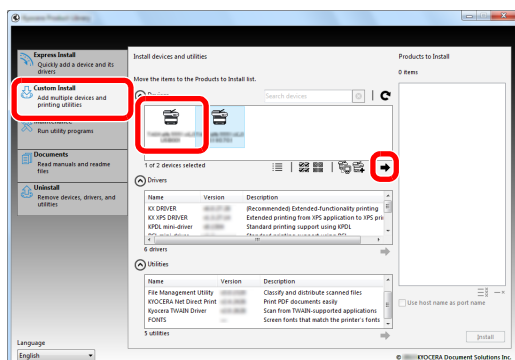 Kyocera Product Library
Express Install
Quickly add a device and its
drivers
Custom Install
Add multiple devices and
printing utilities
Maintenance
Run utility programs
Documents
Read manuals and readme
files
Uninstall
Remove devices, drivers, and
utilities
Language
English
Install devices and utilities
Move the items to the Products to Install list.
Devices
Search devices
1 of 2 devices selected
Drivers
Name Version Description
KX DRIVER (Recommended) Extended-functionality printing
KX XPS DRIVER Extended printing from XPS application to XPS pri
KPDL mini-driver Standard printing support using KPDL
6 drivers
Utilities
Name Version Description
File Management Utility Classify and distribute scanned files
KYOCERA Net Direct Print Print PDF documents easily
Kyocera TWAIN Driver Scan from TWAIN-supported applications
FONTS Screen fonts that match the printer's fonts
5 utilities
Products to Install
0 items
Use host name as port name
Install
© KYOCERA Document Solutions Inc.